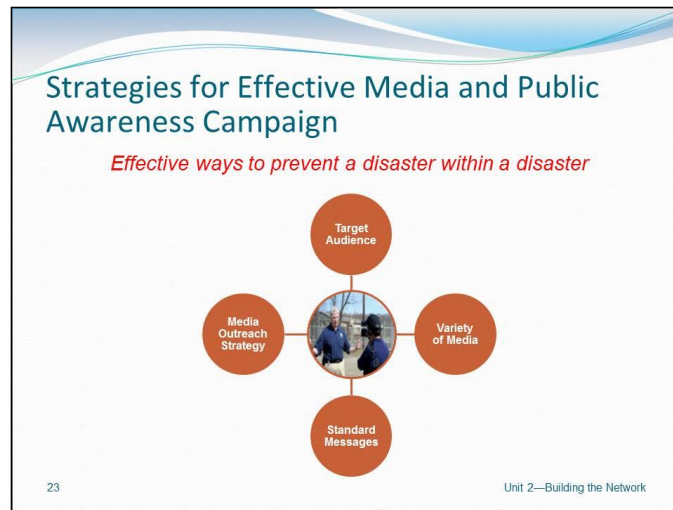 Strategies for Effective Media and Public
Awareness Campaign
Effective ways to prevent a disaster within a disaster
Target
Audience
Media
Outreach
Strategy
Variety
of Media
Standard
Messages
23
Unit 2—Building the Network